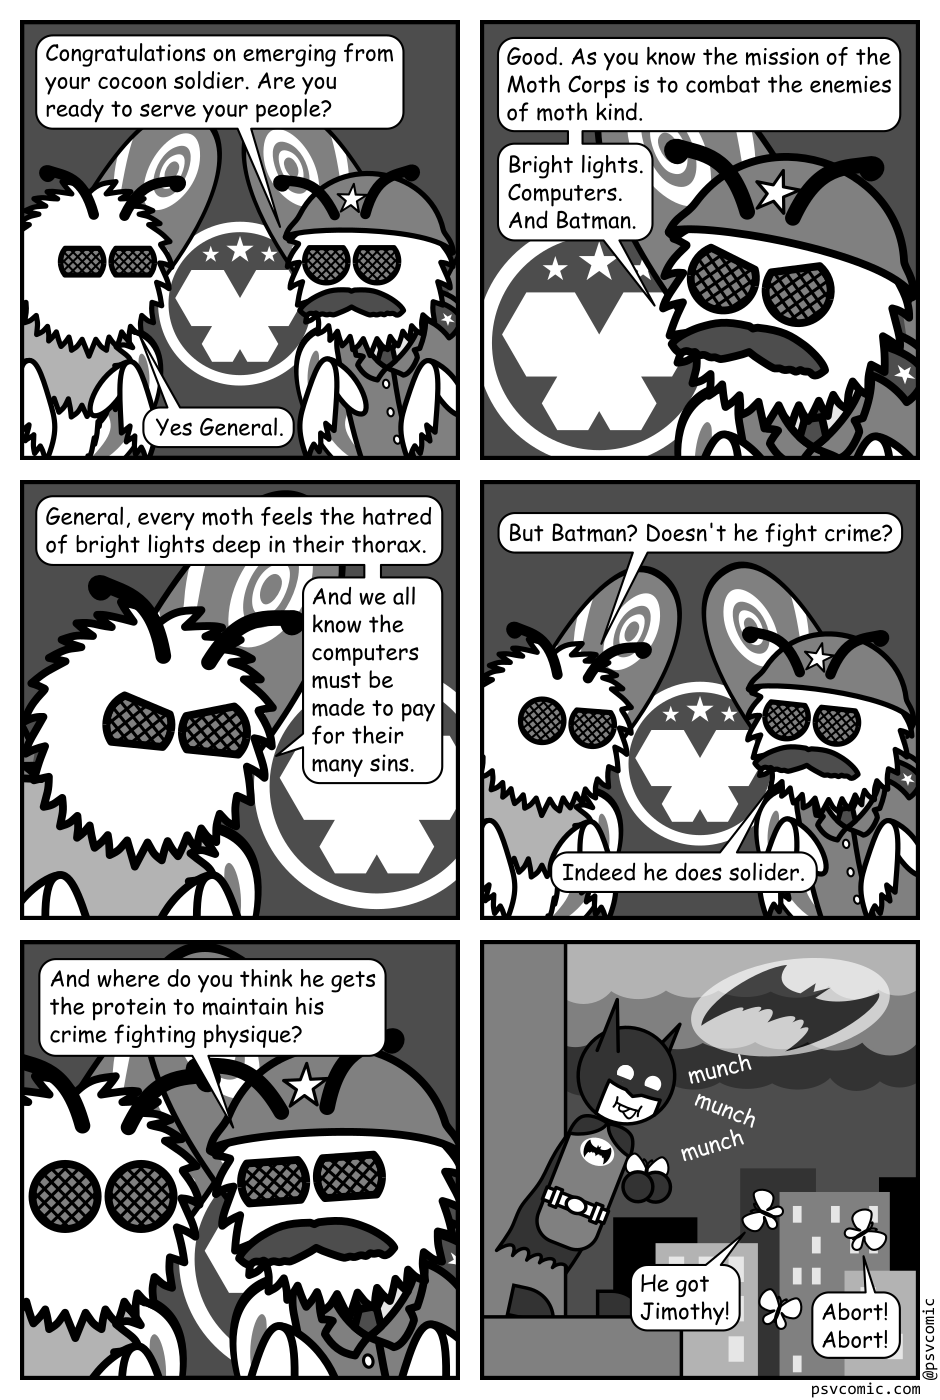 Congratulations on emerging from
your cocoon soldier. Are you
ready to serve your people?
Yes General.
Good. As you know the mission of the
Moth Corps is to combat the enemies
of moth kind.
Bright lights.
Computers.
And Batman.
General, every moth feels the hatred
of bright lights deep in their thorax.
And we all
know the
computers
must be
made to pay
for their
many sins.
But Batman? Doesn't he fight crime?
Indeed he does solider.
And where do you think he gets
the protein to maintain his
crime fighting physique?
munch
munch
munch
He got
Jimothy!
Abort!
Abort!
@psvcomic
psvcomic.com